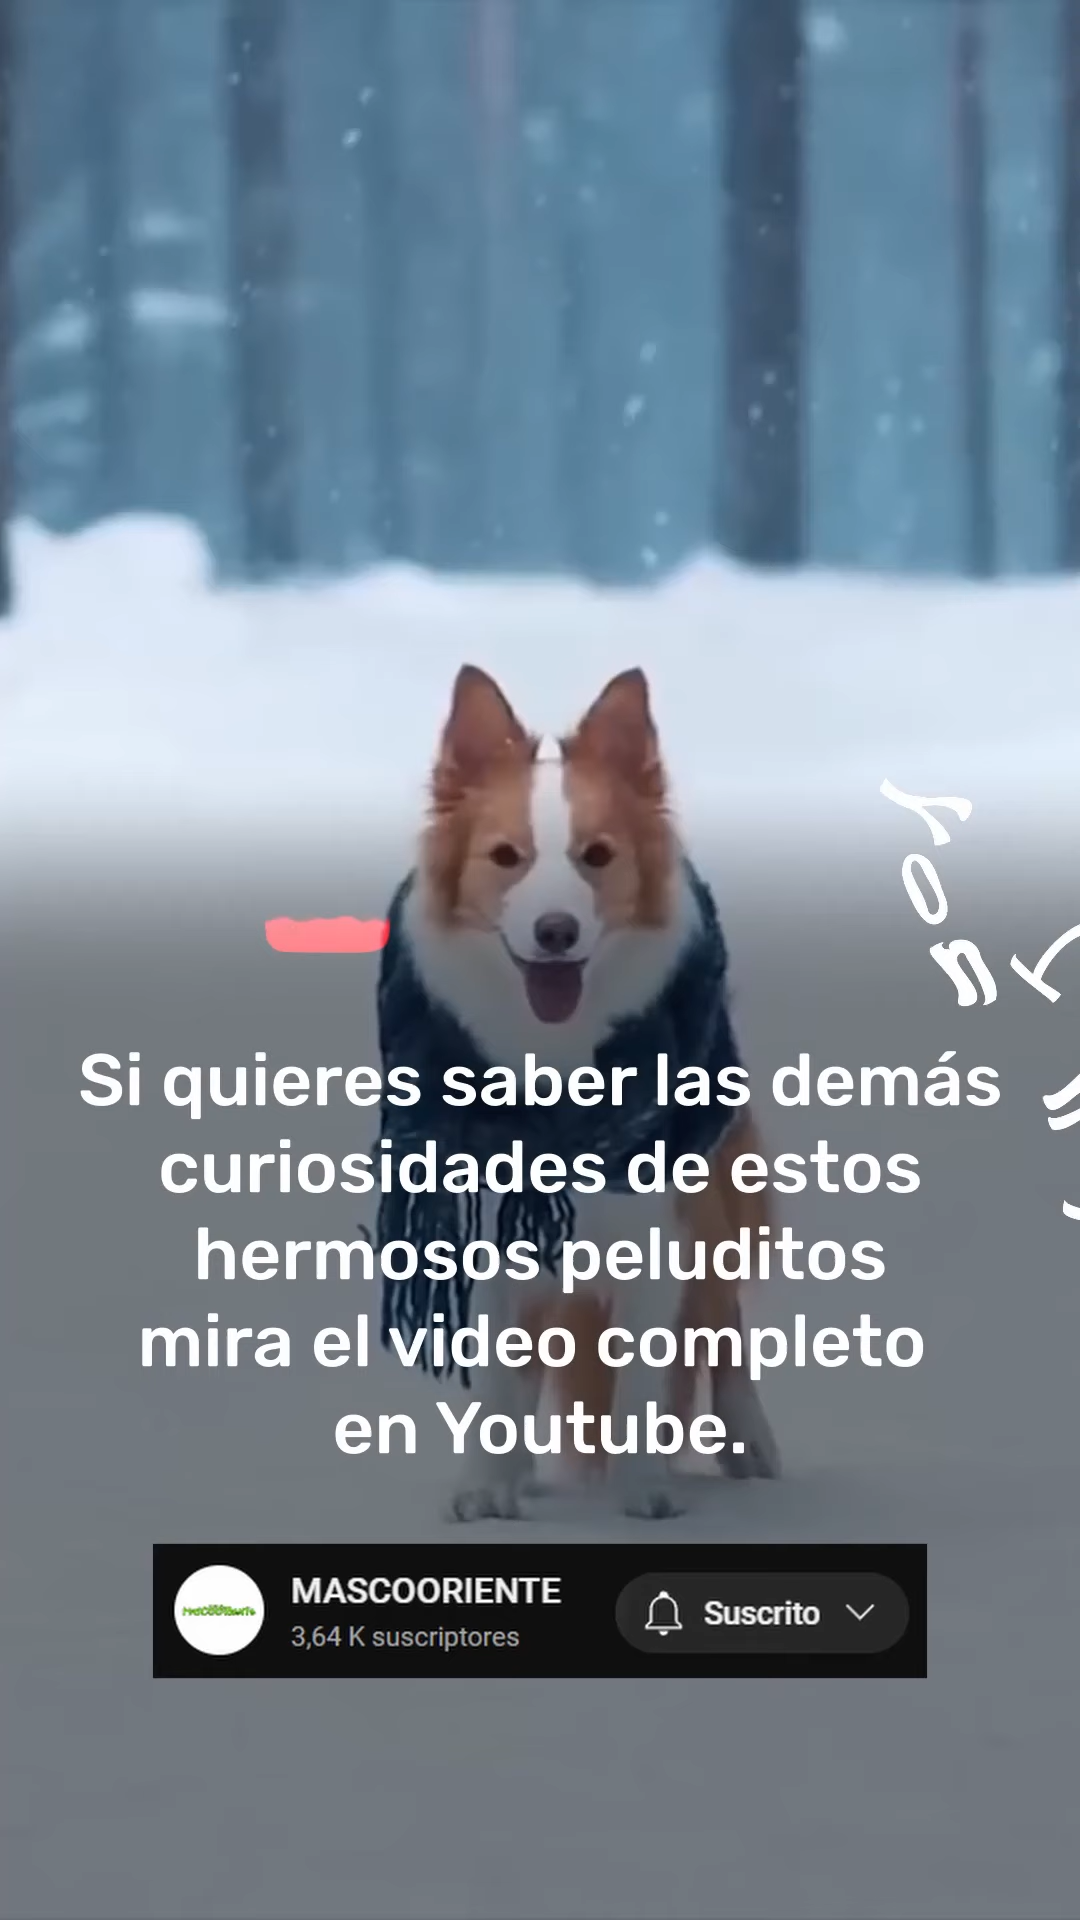 Si quieres saber las demás
curiosidades de estos
hermosos peluditos
mira el video completo
en Youtube.
MASCOORIENTE
3,64 K suscriptores
Suscrito